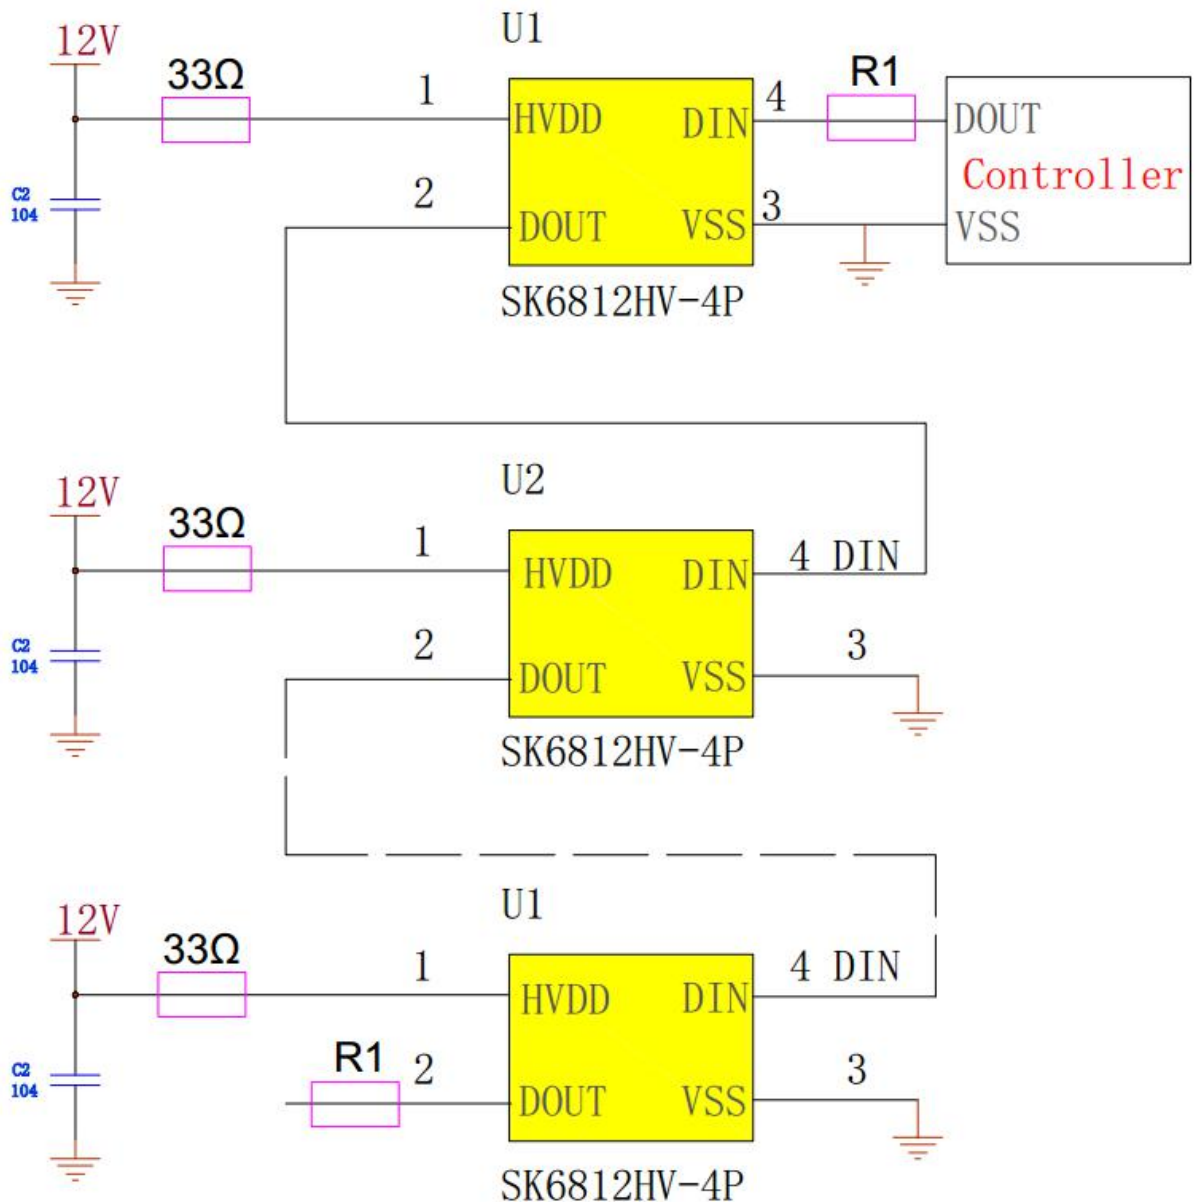 U1
12V
33Ω
1
HVDD
DIN
4
R1
DOUT
Controller
C2
104
2
DOUT
VSS
3
VSS
SK6812HV-4P
U2
12V
33Ω
1
HVDD
DIN
4 DIN
C2
104
2
DOUT
VSS
3
SK6812HV-4P
U1
12V
33Ω
1
HVDD
DIN
4 DIN
C2
104
R1
2
DOUT
VSS
3
SK6812HV-4P